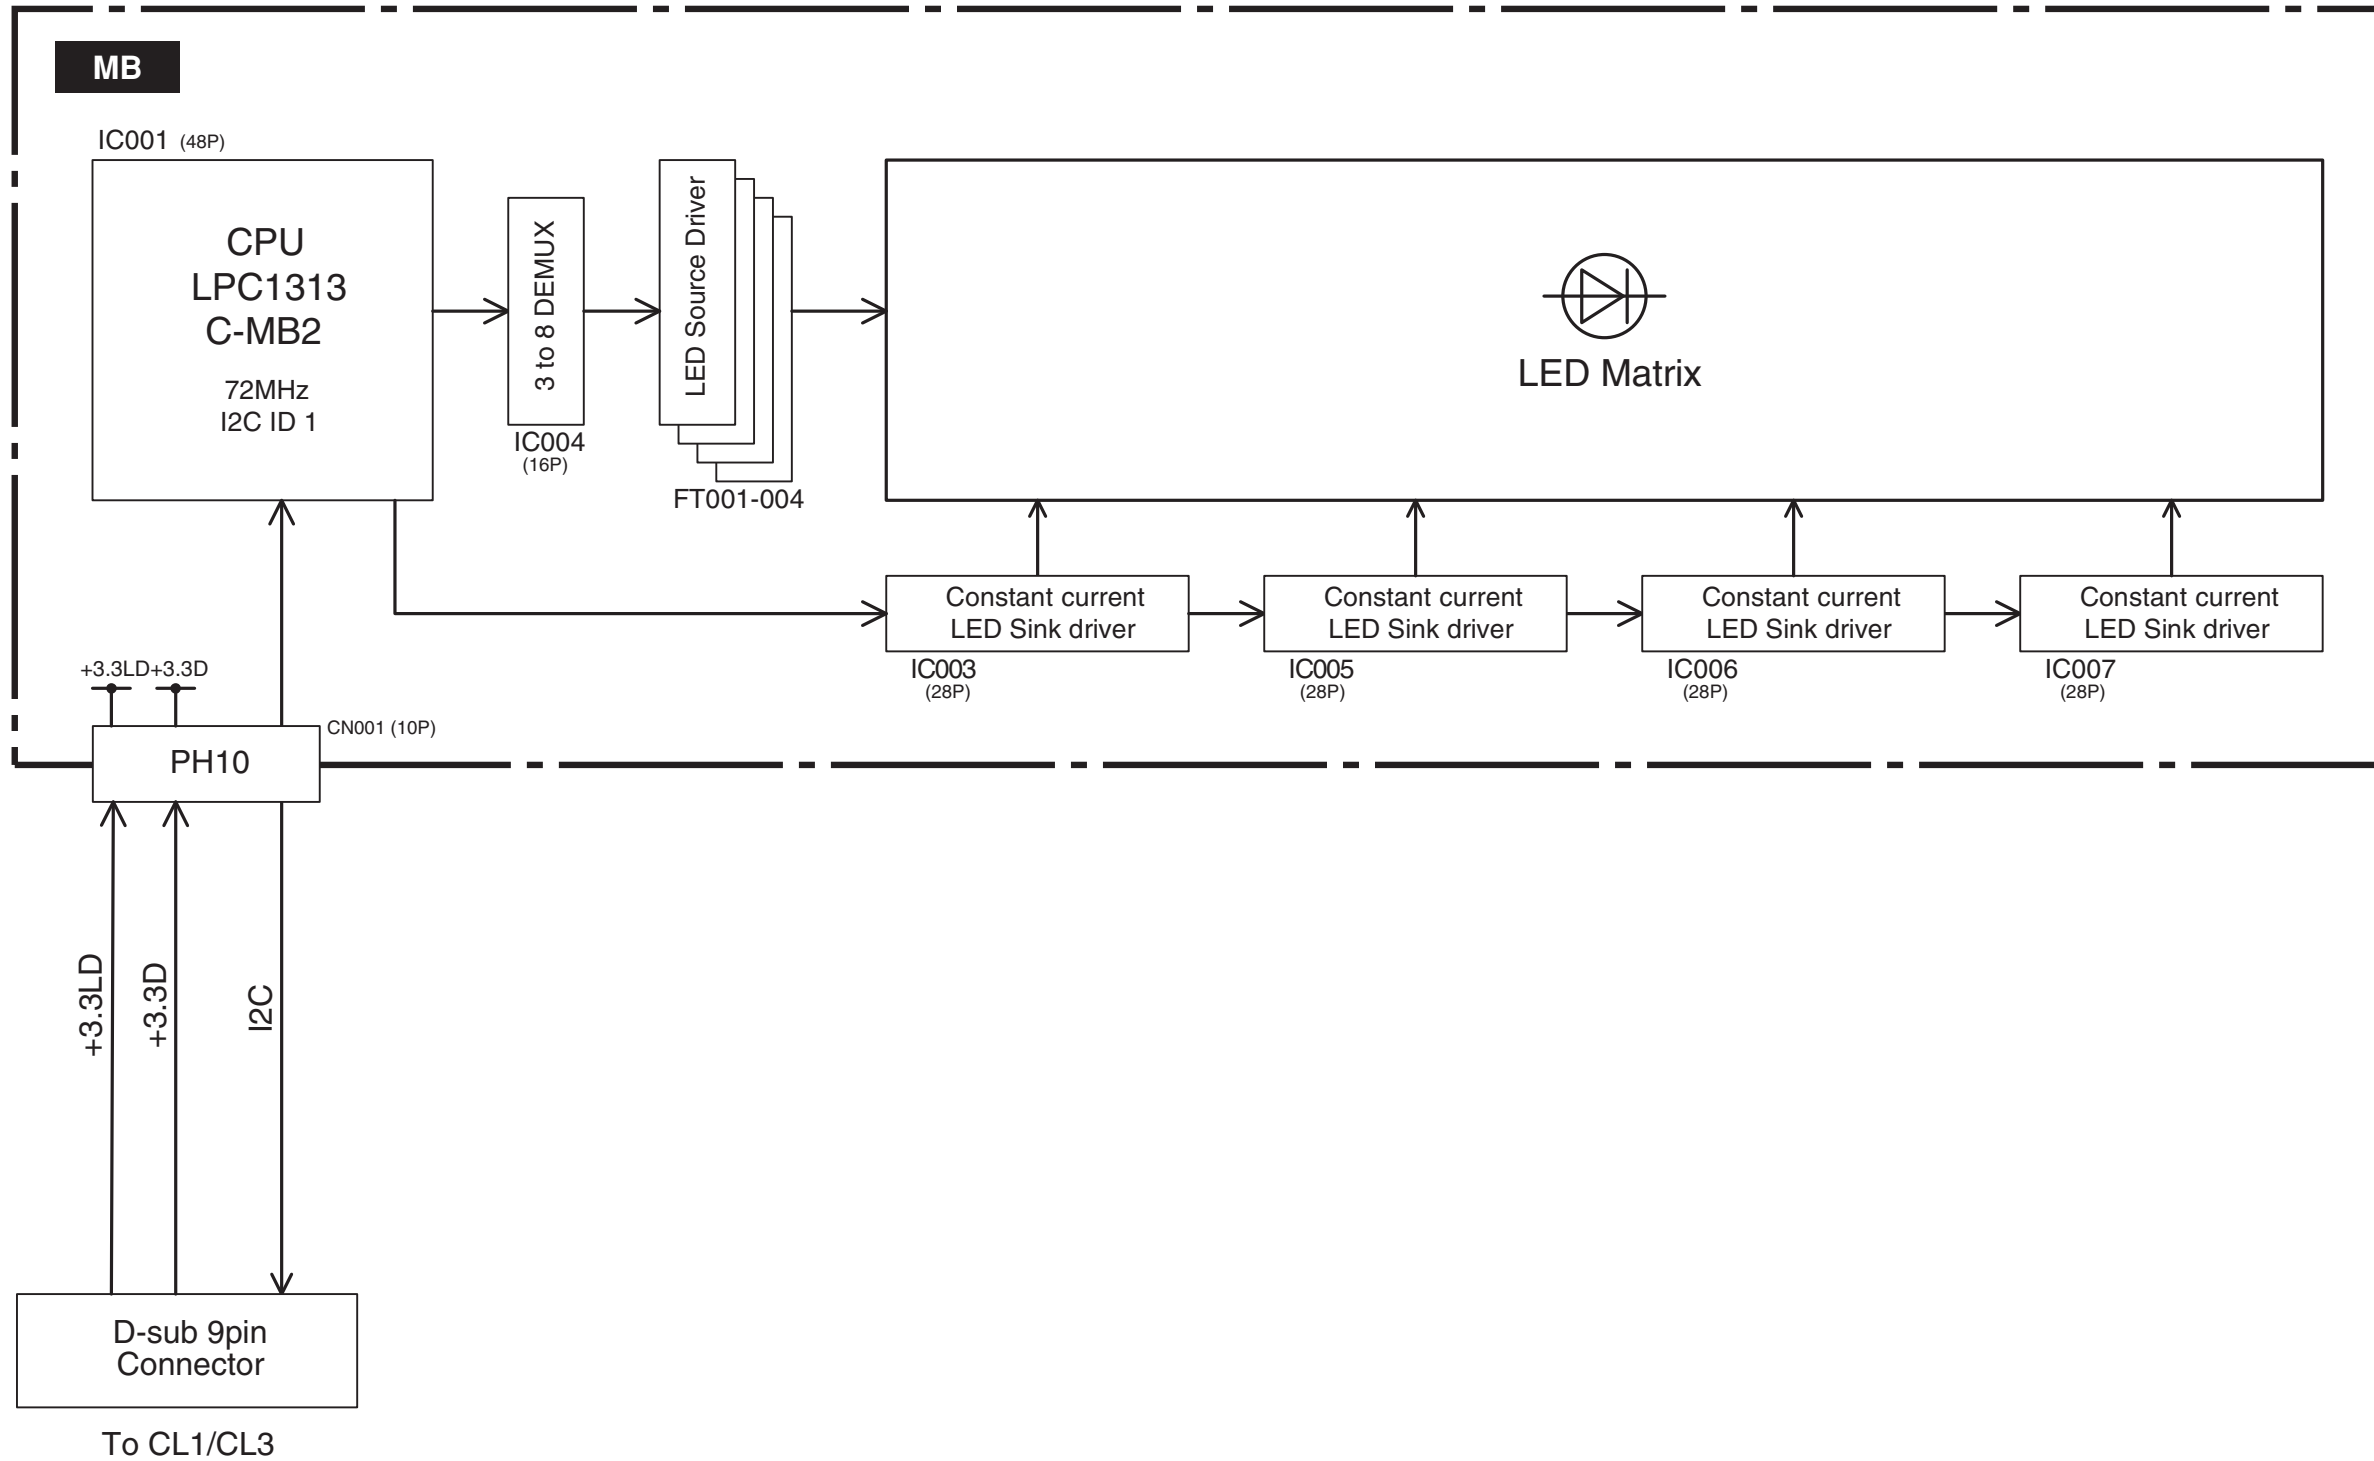 MB
IC001 (48P)
CPU
LPC1313
C-MB2
72MHz
I2C ID 1
3 to 8 DEMUX
IC004
(16P)
LED Source Driver
FT001-004
LED Matrix
Constant current
LED Sink driver
IC003
(28P)
Constant current
LED Sink driver
IC005
(28P)
Constant current
LED Sink driver
IC006
(28P)
Constant current
LED Sink driver
IC007
(28P)
+3.3LD
+3.3D
CN001 (10P)
PH10
+3.3LD
+3.3D
I2C
D-sub 9pin
Connector
To CL1/CL3